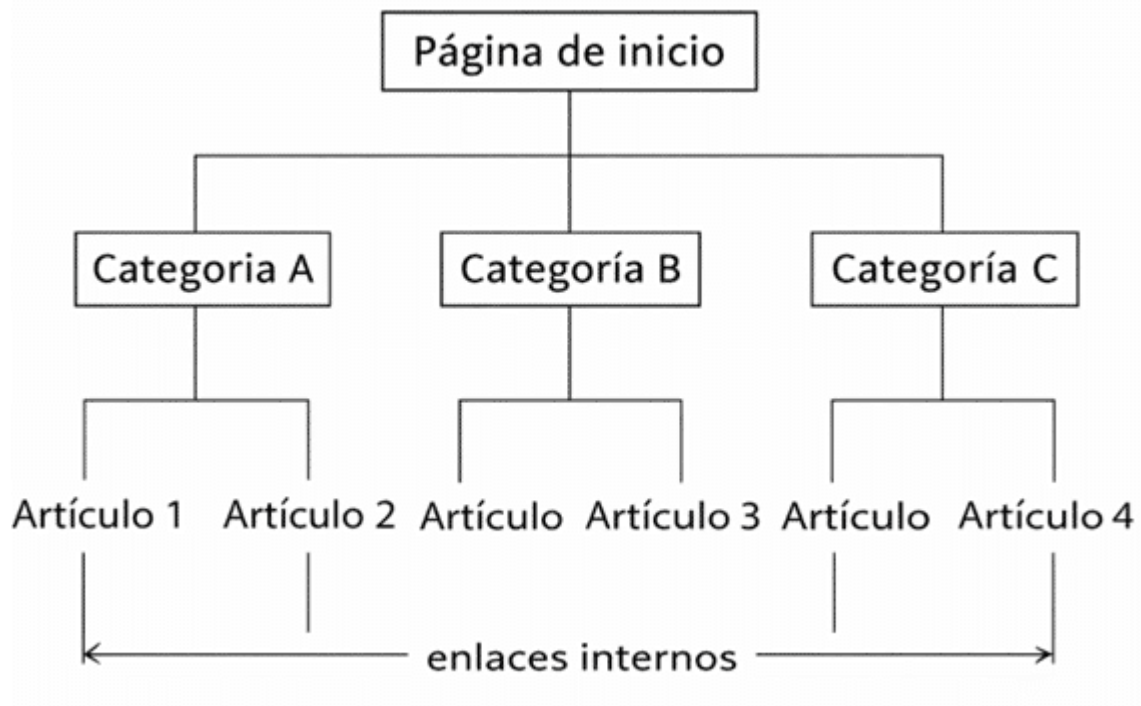 Página de inicio
Categoria A
Categoría B
Categoría C
Artículo 1
Artículo 2
Artículo
Artículo 3
Artículo
Artículo 4
enlaces internos